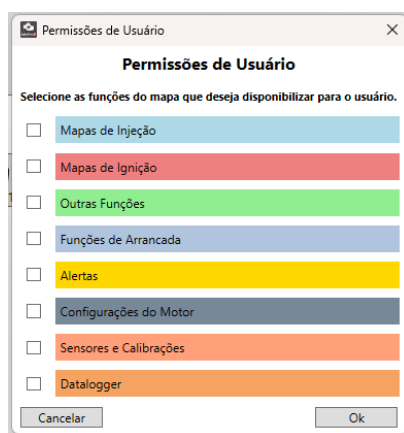 Permissões de Usuário
Permissões de Usuário
Selecione as funções do mapa que deseja disponibilizar para o usuário.
Mapas de Injeção
Mapas de Ignição
Outras Funções
Funções de Arrancada
Alertas
Configurações do Motor
Sensores e Calibrações
Datalogger
Cancelar
Ok